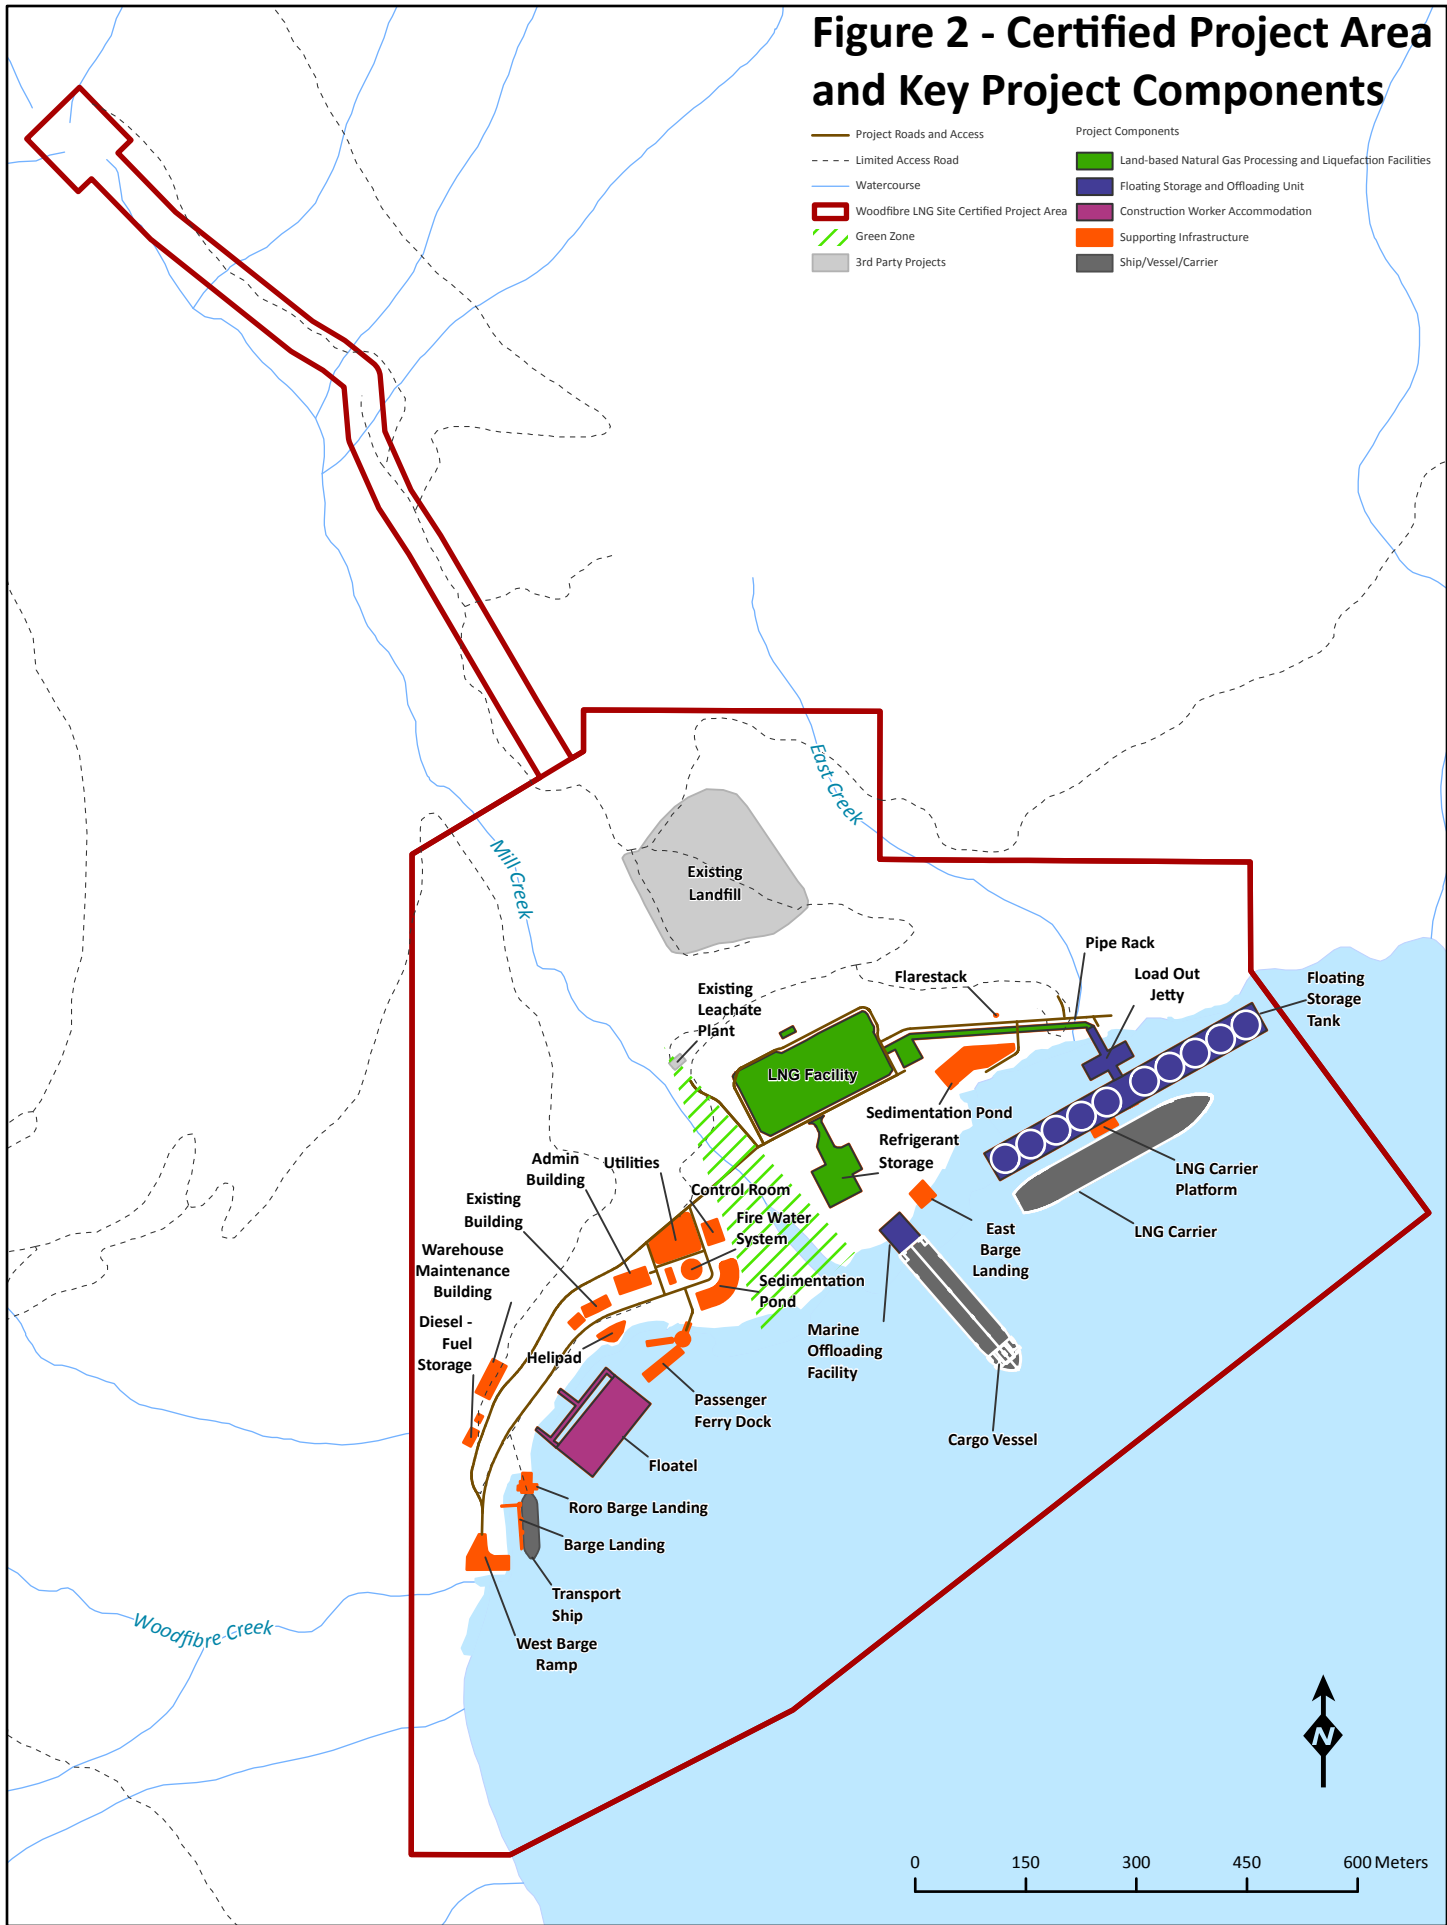 Figure 2 - Certified Project Area
and Key Project Components
Project Roads and Access
Limited Access Road
Watercourse
Woodfibre LNG Site Certified Project Area
Green Zone
3rd Party Projects
Project Components
Land-based Natural Gas Processing and Liquefaction Facilities
Floating Storage and Offloading Unit
Construction Worker Accommodation
Supporting Infrastructure
Ship/Vessel/Carrier
East Creek
Mill Creek
Existing
Landfill
Pipe Rack
Load Out
Jetty
Floating
Storage
Tank
Flarestack
Existing
Leachate
Plant
LNG Facility
Sedimentation Pond
Refrigerant
Storage
LNG Carrier
Platform
LNG Carrier
Admin
Building
Utilities
Control Room
Existing
Building
Fire Water
System
East
Barge
Landing
Warehouse
Maintenance
Building
Sedimentation
Pond
Diesel -
Fuel
Storage
Helipad
Marine
Offloading
Facility
Passenger
Ferry Dock
Cargo Vessel
Floatel
Roro Barge Landing
Barge Landing
Transport
Ship
Woodfibre Creek
West Barge
Ramp
N
0 150 300 450 600 Meters